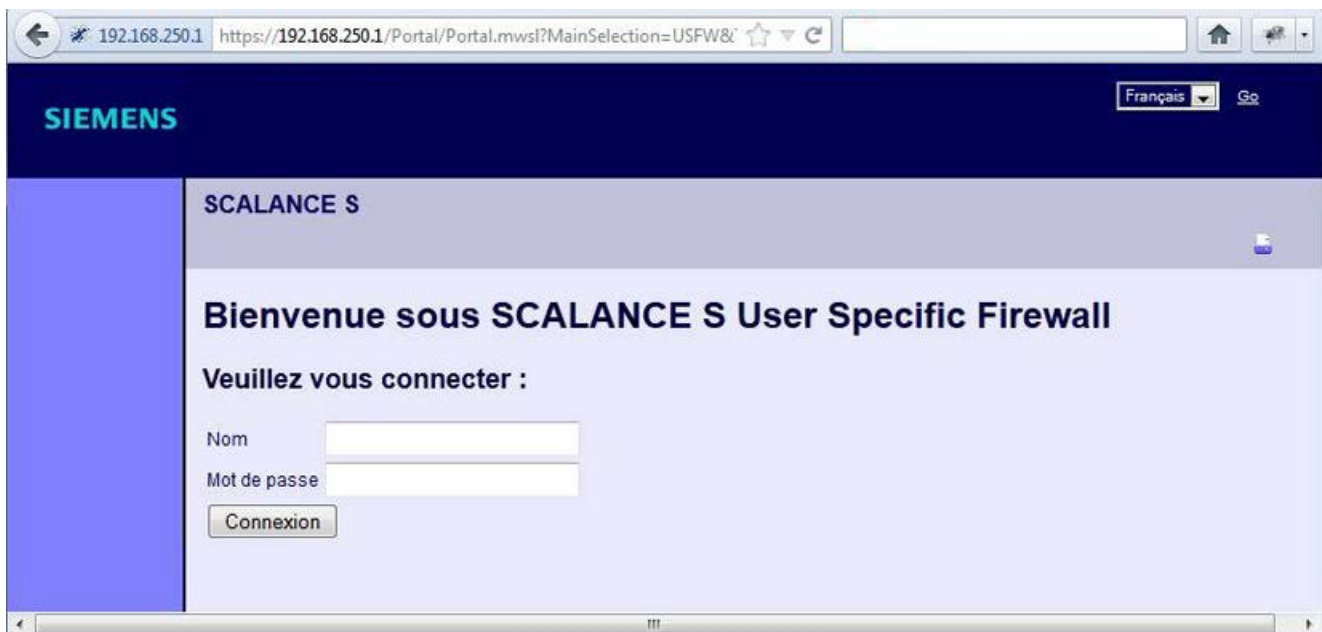 192.168.250.1 https://192.168.250.1/Portal/Portal.mwsl?MainSelection=USFW&
Français Go
SIEMENS
SCALANCE S
Bienvenue sous SCALANCE S User Specific Firewall
Veuillez vous connecter :
Nom
Mot de passe
Connexion